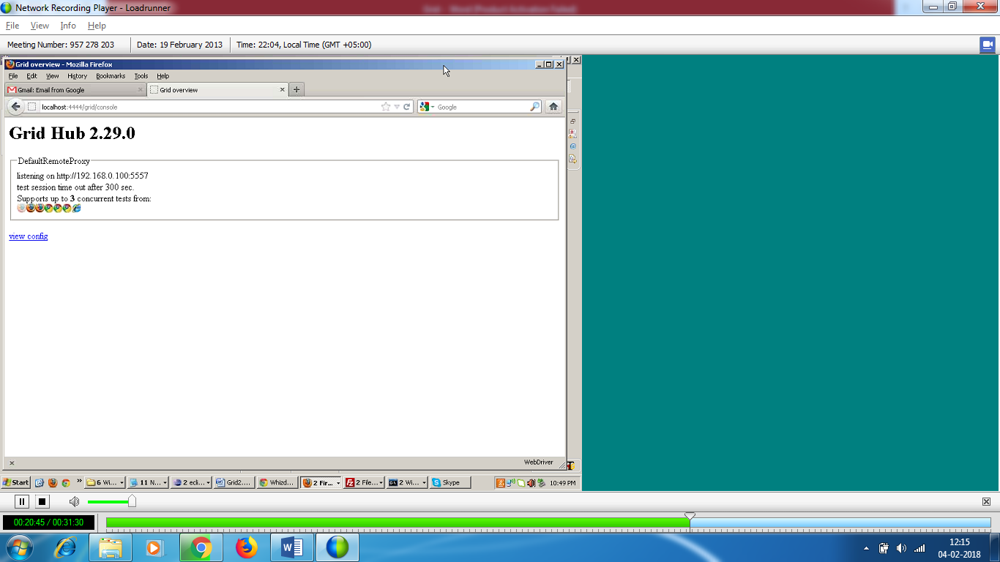 Network Recording Player - Loadrunner
File View Info Help
Meeting Number: 957 278 203 Date: 19 February 2013 Time: 22:04, Local Time (GMT +05:00)
Grid overview - Mozilla Firefox
File Edit View History Bookmarks Tools Help
Gmail: Email from Google Grid overview
localhost:4444/grid/console Google
Grid Hub 2.29.0
DefaultRemoteProxy
listening on http://192.168.0.100:5557
test session time out after 300 sec.
Supports up to 3 concurrent tests from:
view config
WebDriver
Start 6 Wi... 11 N... 2 ecli... Grid2.... Whizd... 2 Fir... 2 File... 2 Wi... Skype 10:49 PM
00:20:45 / 00:31:30
12:15
04-02-2018